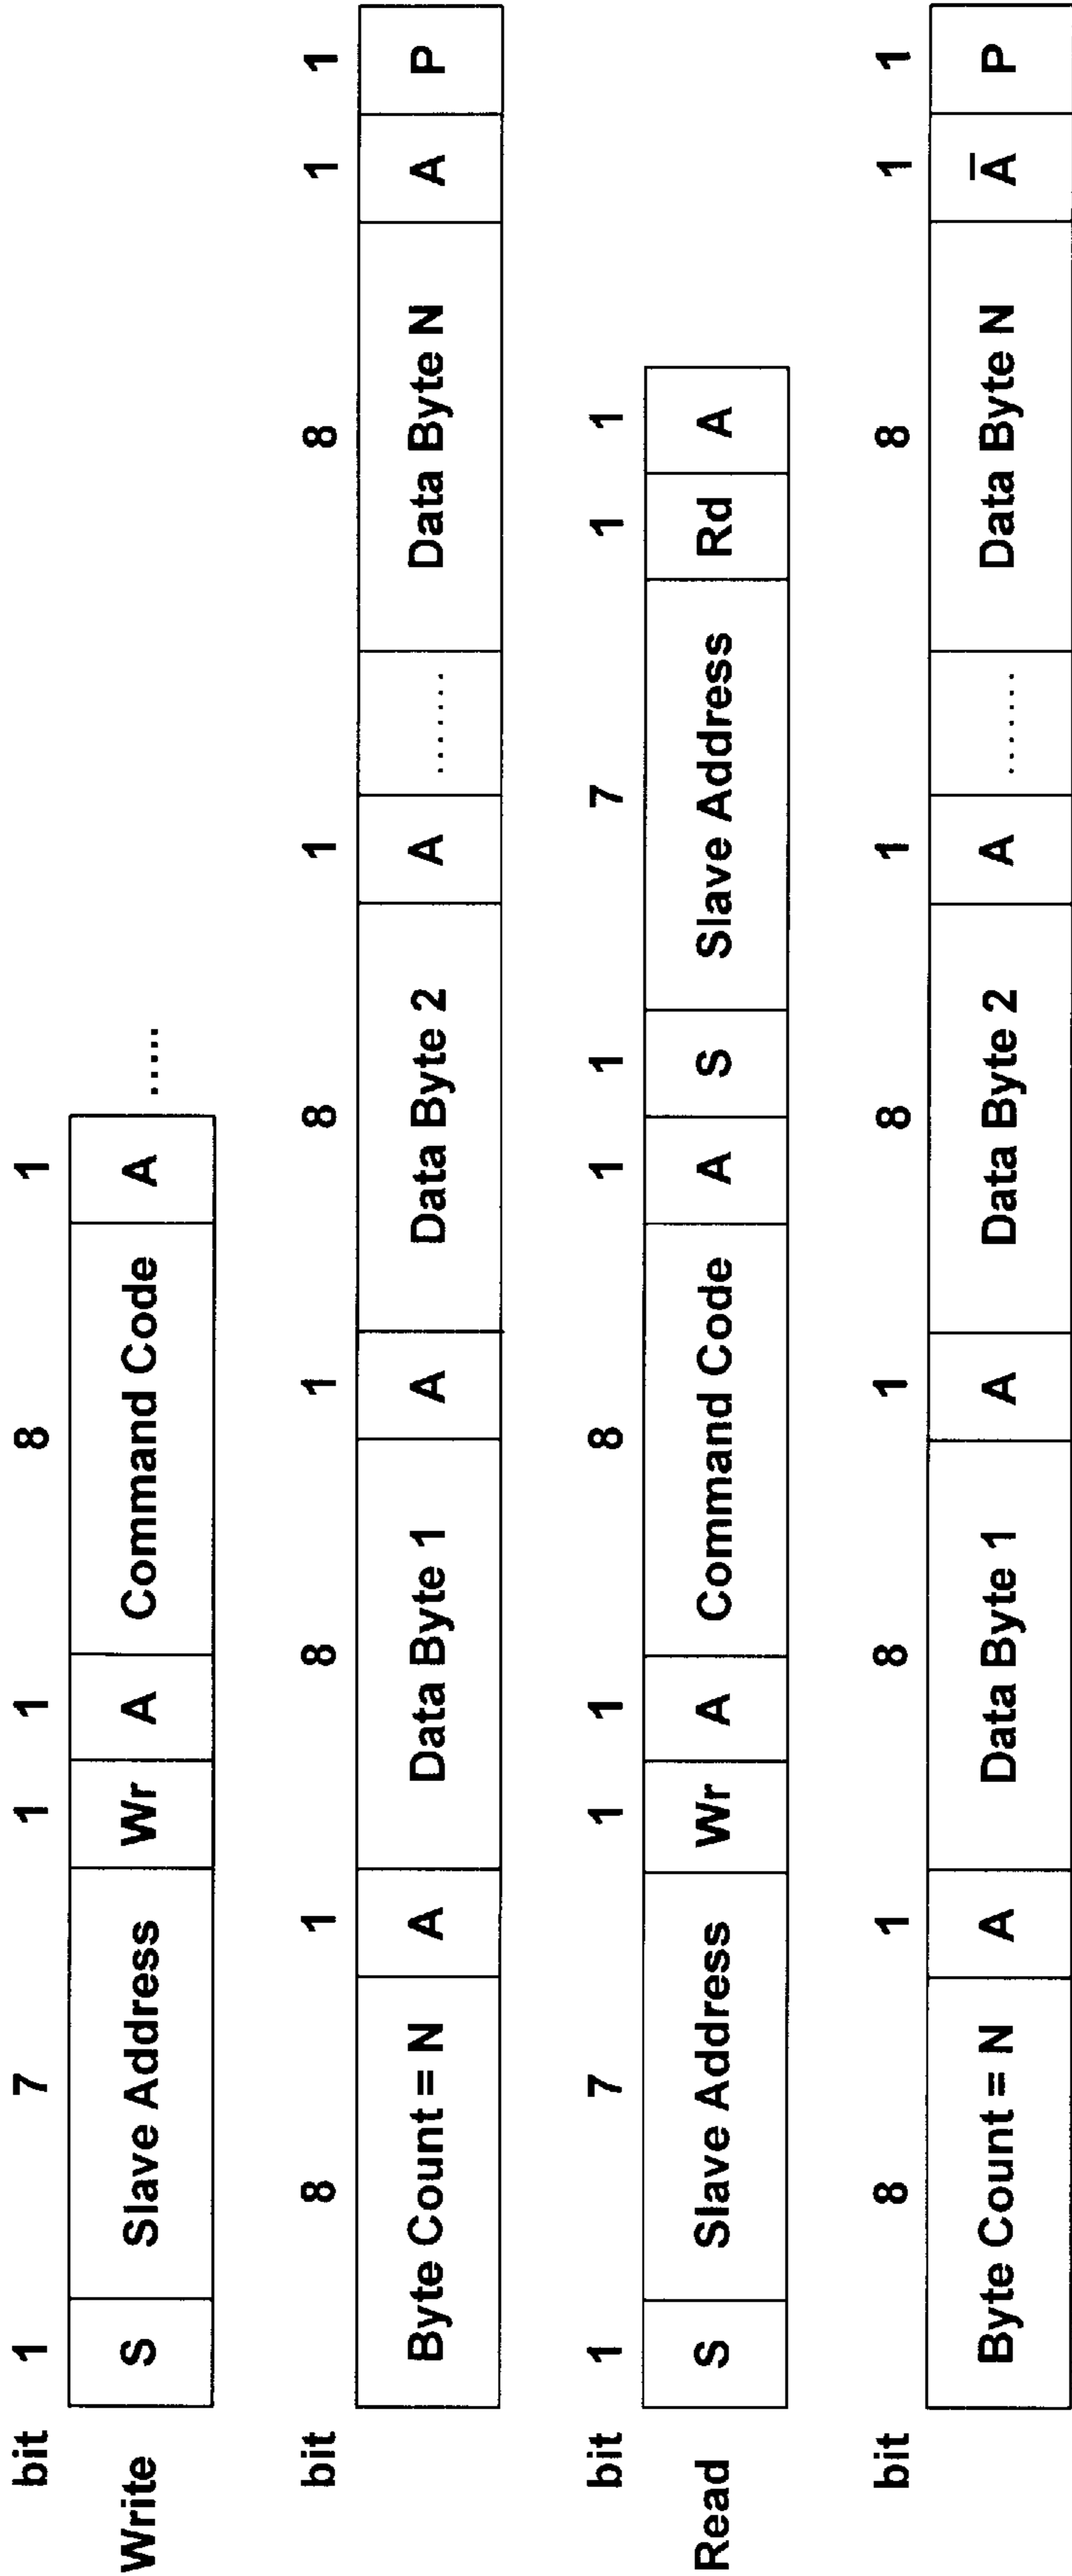 bit 1 7 1 1 8 1
Write S Slave Address Wr A Command Code A .....
bit 8 1 8 1 8 1 8 1 1
Byte Count = N A Data Byte 1 A Data Byte 2 A ....... Data Byte N A P
bit 1 7 1 1 8 1 1 7 1 1
Read S Slave Address Wr A Command Code A S Slave Address Rd A
bit 8 1 8 1 8 1 8 1 1
Byte Count = N A Data Byte 1 A Data Byte 2 A ....... Data Byte N A̅ P